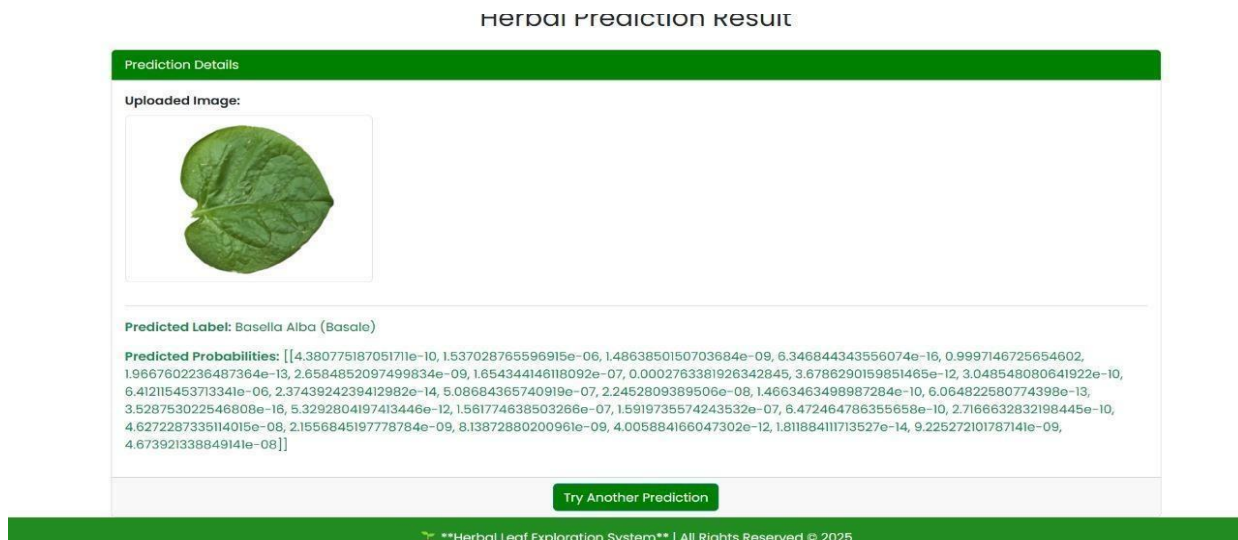 Herbal Prediction Result
Prediction Details
Uploaded Image:
Predicted Label: Basella Alba (Basale)
Predicted Probabilities: [[4.380775187051711e-10, 1.537028765596915e-06, 1.4863850150703684e-09, 6.346844343556074e-16, 0.9997146725654602,
1.9667602236487364e-13, 2.65848520974998​34e-09, 1.654344146118092e-07, 0.0002763381926342845, 3.6786290159851465e-12, 3.048548080641922e-10,
6.412115453713341e-06, 2.3743924239412982e-14, 5.08684365740919e-07, 2.2452809389506e-08, 1.4663463498987284e-10, 6.064822580774398e-13,
3.528753022546808e-16, 5.3292804197413446e-12, 1.561774638503266e-07, 1.5919735574243532e-07, 6.472464786355658e-10, 2.7166632832198445e-10,
4.6272287335114015e-08, 2.1556845197778784e-09, 8.13872880200961e-09, 4.005884166047302e-12, 1.811884111713527e-14, 9.225272101787141e-09,
4.673921338849141e-08]]
Try Another Prediction
🌱 **Herbal Leaf Exploration System** | All Rights Reserved © 2025